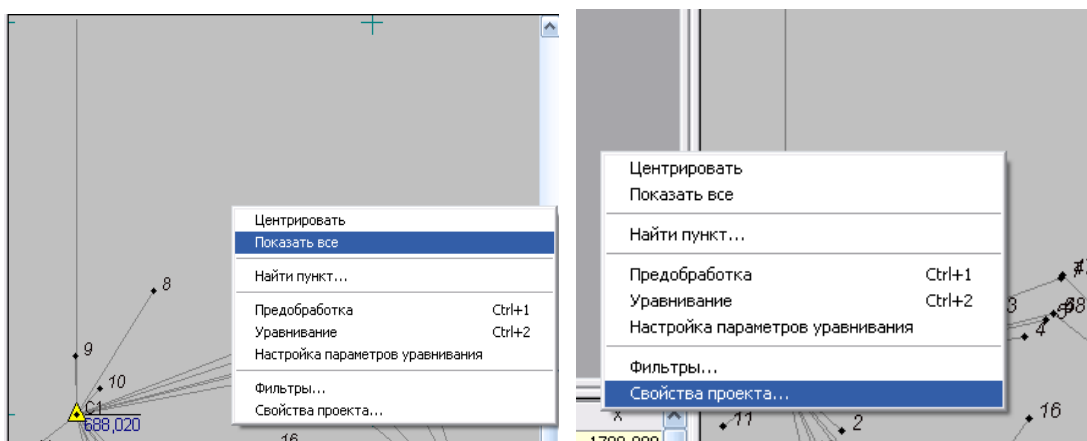 Центрировать
Показать все
Найти пункт...
Предобработка Ctrl+1
Уравнивание Ctrl+2
Настройка параметров уравнивания
Фильтры...
Свойства проекта...
8
9
10
C1
688,020
16
Центрировать
Показать все
Найти пункт...
Предобработка Ctrl+1
Уравнивание Ctrl+2
Настройка параметров уравнивания
Фильтры...
Свойства проекта...
3
4
X
11
2
16